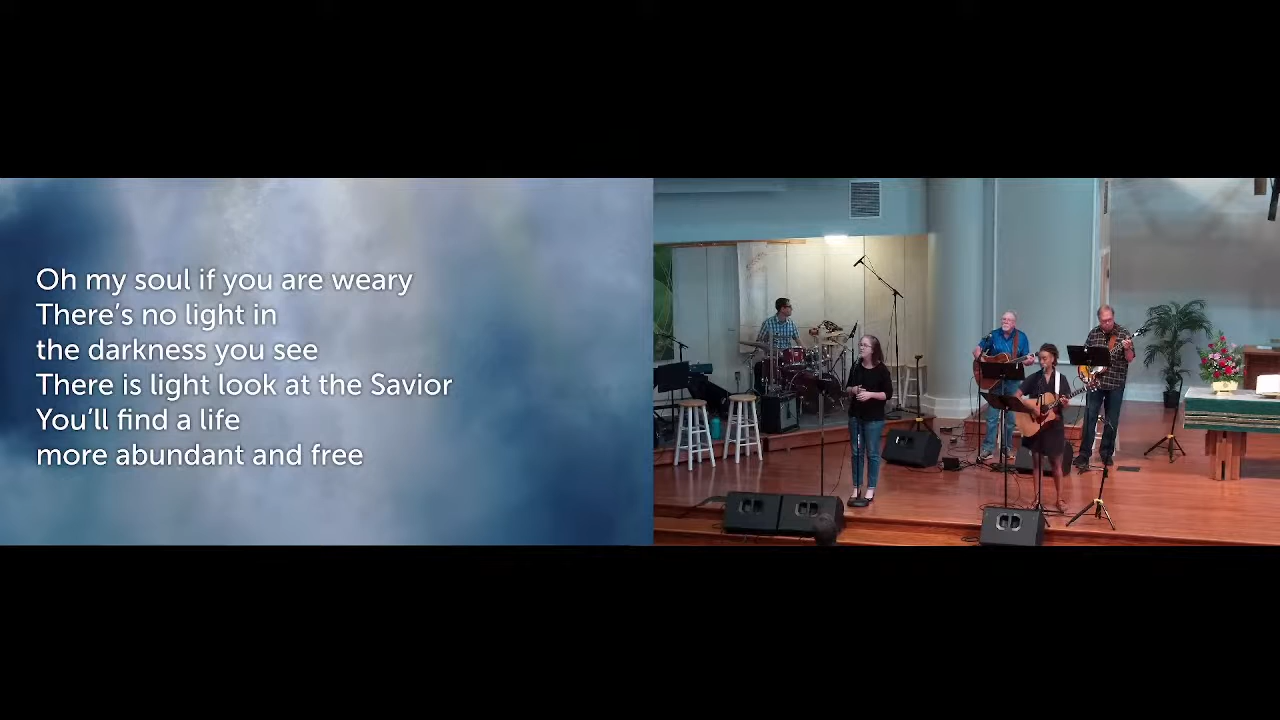 Oh my soul if you are weary
There's no light in
the darkness you see
There is light look at the Savior
You'll find a life
more abundant and free